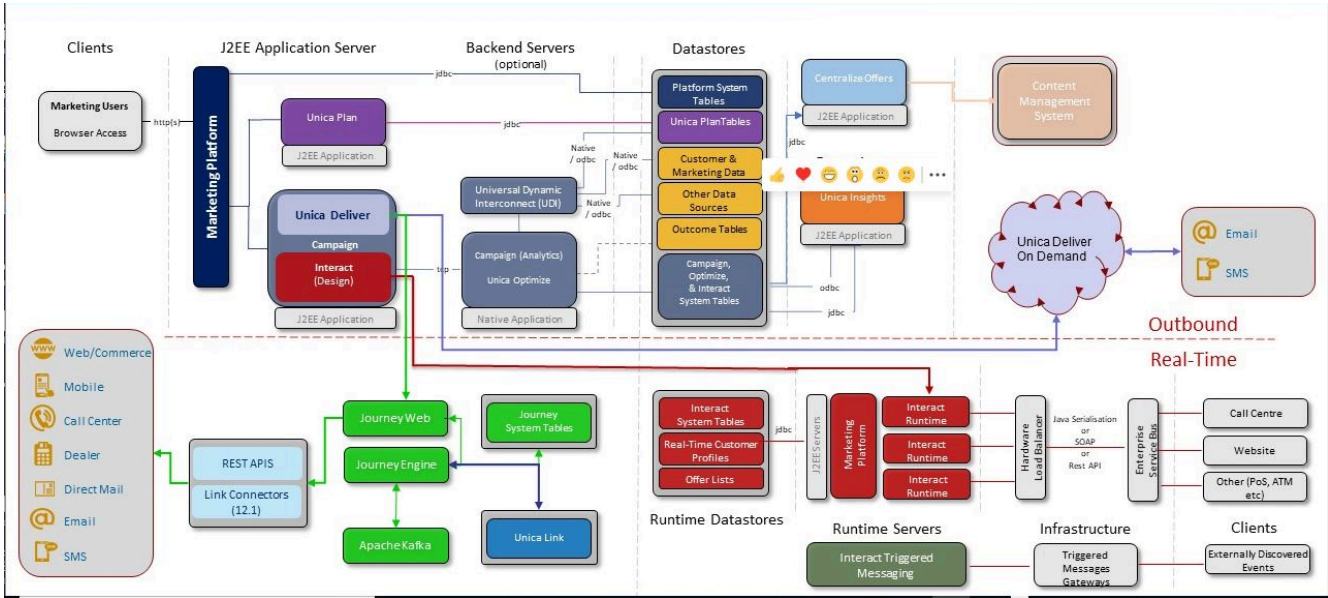 Clients
J2EE Application Server
Backend Servers
(optional)
Datastores
Marketing Users
Browser Access
http(s)
Marketing Platform
jdbc
Unica Plan
J2EE Application
jdbc
Unica Deliver
Campaign
Interact
(Design)
J2EE Application
tcp
Universal Dynamic
Interconnect (UDI)
Campaign (Analytics)
Unica Optimize
Native Application
Native
/ odbc
Native
/ odbc
Native
/ odbc
Platform System
Tables
Unica PlanTables
Customer &
Marketing Data
Other Data
Sources
Outcome Tables
Campaign,
Optimize,
& Interact
System Tables
Centralize Offers
J2EE Application
jdbc
Unica Insights
J2EE Application
odbc
jdbc
Content
Management
System
Unica Deliver
On Demand
Email
SMS
Outbound
Real-Time
www
Web/Commerce
Mobile
Call Center
Dealer
Direct Mail
Email
SMS
REST APIS
Link Connectors
(12.1)
JourneyWeb
JourneyEngine
ApacheKafka
Journey
System Tables
Unica Link
Interact
System Tables
Real-Time Customer
Profiles
Offer Lists
Runtime Datastores
jdbc
J2EEServers
Marketing
Platform
Interact
Runtime
Interact
Runtime
Interact
Runtime
Runtime Servers
Hardware
Load Balancer
Java Serialisation
or
SOAP
or
Rest API
Enterprise
Service Bus
Call Centre
Website
Other (PoS, ATM
etc)
Infrastructure
Clients
Interact Triggered
Messaging
Triggered
Messages
Gateways
Externally Discovered
Events